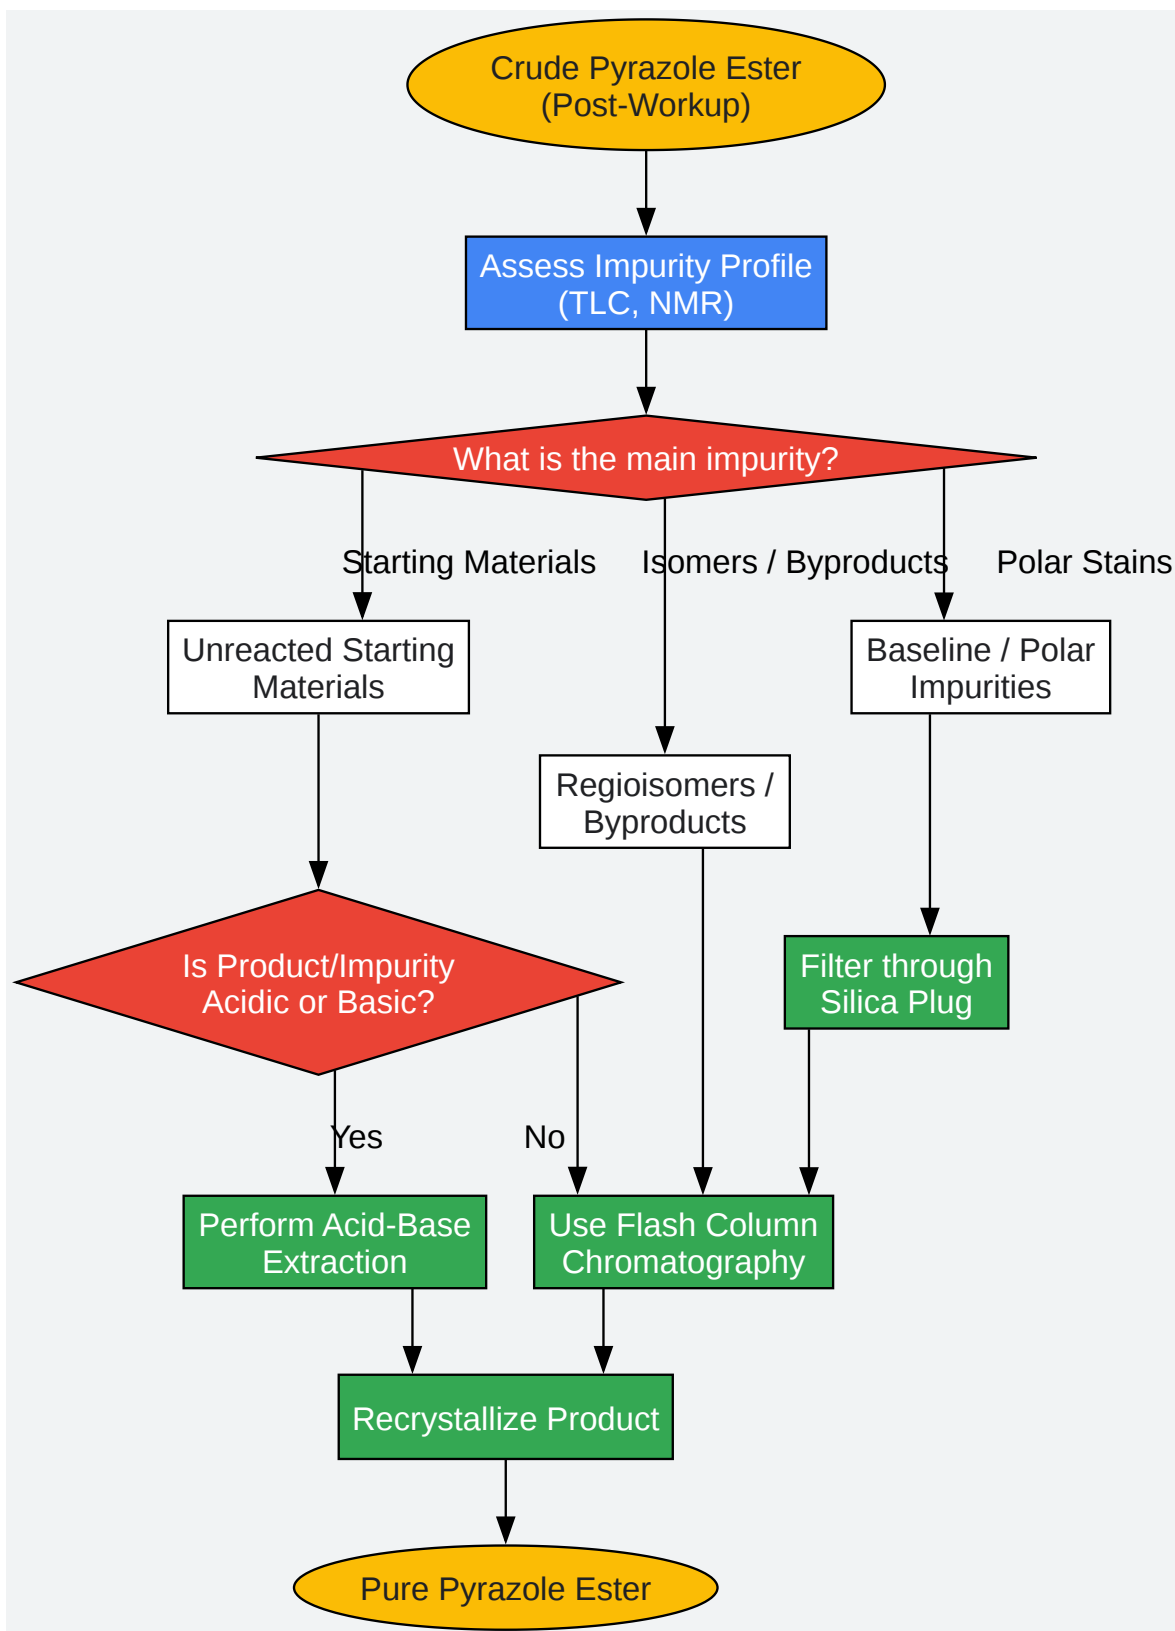 Crude Pyrazole Ester
(Post-Workup)
Assess Impurity Profile
(TLC, NMR)
What is the main impurity?
Starting Materials
Isomers / Byproducts
Polar Stains
Unreacted Starting
Materials
Baseline / Polar
Impurities
Regioisomers /
Byproducts
Is Product/Impurity
Acidic or Basic?
Filter through
Silica Plug
Yes
No
Perform Acid-Base
Extraction
Use Flash Column
Chromatography
Recrystallize Product
Pure Pyrazole Ester